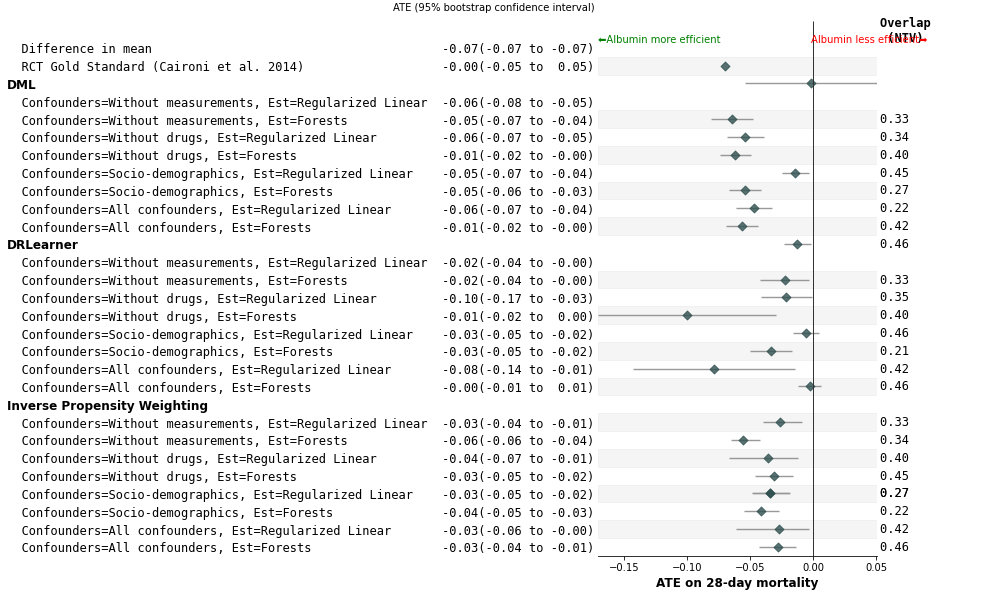 ATE (95% bootstrap confidence interval)
Overlap
(NTV)
⬅Albumin more efficient Albumin less efficient➡
Difference in mean -0.07(-0.07 to -0.07)
RCT Gold Standard (Caironi et al. 2014) -0.00(-0.05 to 0.05)
DML
Confounders=Without measurements, Est=Regularized Linear -0.06(-0.08 to -0.05)
Confounders=Without measurements, Est=Forests -0.05(-0.07 to -0.04) 0.33
Confounders=Without drugs, Est=Regularized Linear -0.06(-0.07 to -0.05) 0.34
Confounders=Without drugs, Est=Forests -0.01(-0.02 to -0.00) 0.40
Confounders=Socio-demographics, Est=Regularized Linear -0.05(-0.07 to -0.04) 0.45
Confounders=Socio-demographics, Est=Forests -0.05(-0.06 to -0.03) 0.27
Confounders=All confounders, Est=Regularized Linear -0.06(-0.07 to -0.04) 0.22
Confounders=All confounders, Est=Forests -0.01(-0.02 to -0.00) 0.42
DRLearner 0.46
Confounders=Without measurements, Est=Regularized Linear -0.02(-0.04 to -0.00)
Confounders=Without measurements, Est=Forests -0.02(-0.04 to -0.00) 0.33
Confounders=Without drugs, Est=Regularized Linear -0.10(-0.17 to -0.03) 0.35
Confounders=Without drugs, Est=Forests -0.01(-0.02 to 0.00) 0.40
Confounders=Socio-demographics, Est=Regularized Linear -0.03(-0.05 to -0.02) 0.46
Confounders=Socio-demographics, Est=Forests -0.03(-0.05 to -0.02) 0.21
Confounders=All confounders, Est=Regularized Linear -0.08(-0.14 to -0.01) 0.42
Confounders=All confounders, Est=Forests -0.00(-0.01 to 0.01) 0.46
Inverse Propensity Weighting
Confounders=Without measurements, Est=Regularized Linear -0.03(-0.04 to -0.01) 0.33
Confounders=Without measurements, Est=Forests -0.06(-0.06 to -0.04) 0.34
Confounders=Without drugs, Est=Regularized Linear -0.04(-0.07 to -0.01) 0.40
Confounders=Without drugs, Est=Forests -0.03(-0.05 to -0.02) 0.45
Confounders=Socio-demographics, Est=Regularized Linear -0.03(-0.05 to -0.02) 0.27
Confounders=Socio-demographics, Est=Forests -0.04(-0.05 to -0.03) 0.22
Confounders=All confounders, Est=Regularized Linear -0.03(-0.06 to -0.00) 0.42
Confounders=All confounders, Est=Forests -0.03(-0.04 to -0.01) 0.46
−0.15 −0.10 −0.05 0.00 0.05
ATE on 28-day mortality